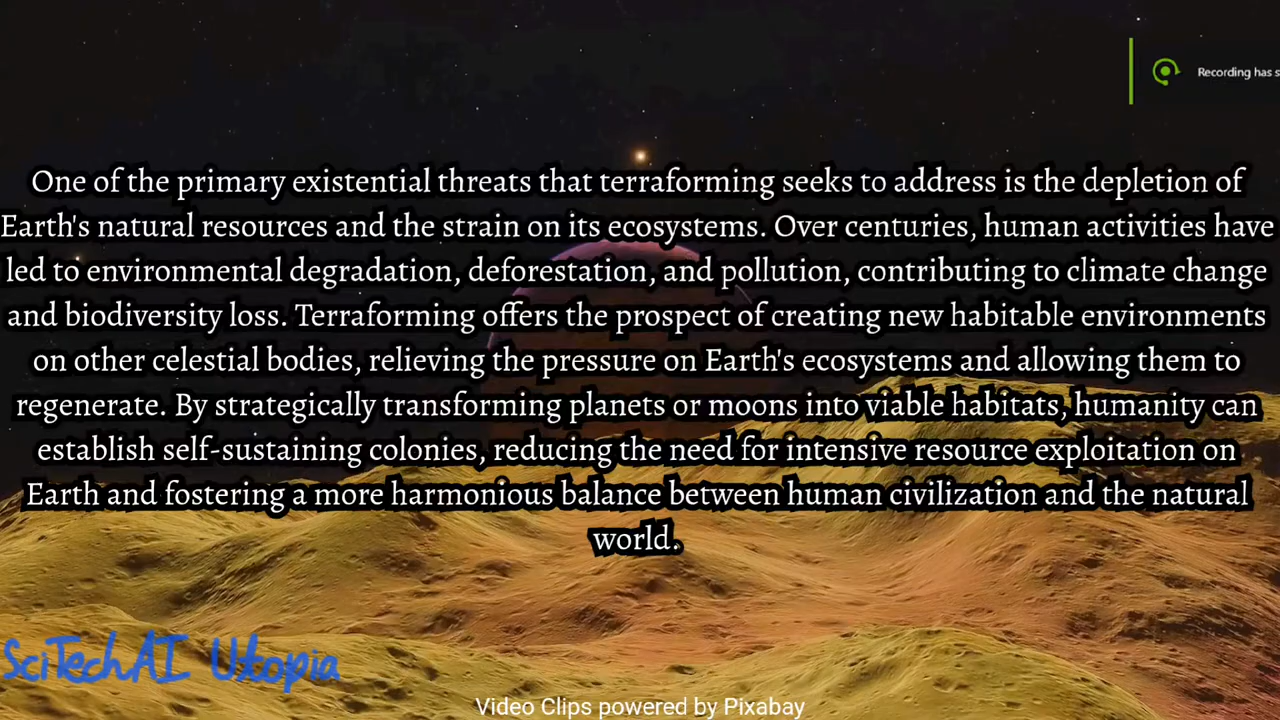 Recording has s
One of the primary existential threats that terraforming seeks to address is the depletion of
Earth's natural resources and the strain on its ecosystems. Over centuries, human activities have
led to environmental degradation, deforestation, and pollution, contributing to climate change
and biodiversity loss. Terraforming offers the prospect of creating new habitable environments
on other celestial bodies, relieving the pressure on Earth's ecosystems and allowing them to
regenerate. By strategically transforming planets or moons into viable habitats, humanity can
establish self-sustaining colonies, reducing the need for intensive resource exploitation on
Earth and fostering a more harmonious balance between human civilization and the natural
world.
SciTechAI Utopia
Video Clips powered by Pixabay